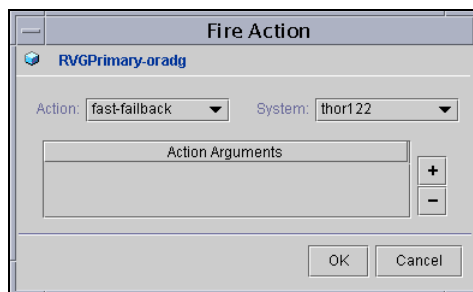 Fire Action
RVGPrimary-oradg
Action: fast-failback System: thor122
Action Arguments
+
−
OK Cancel